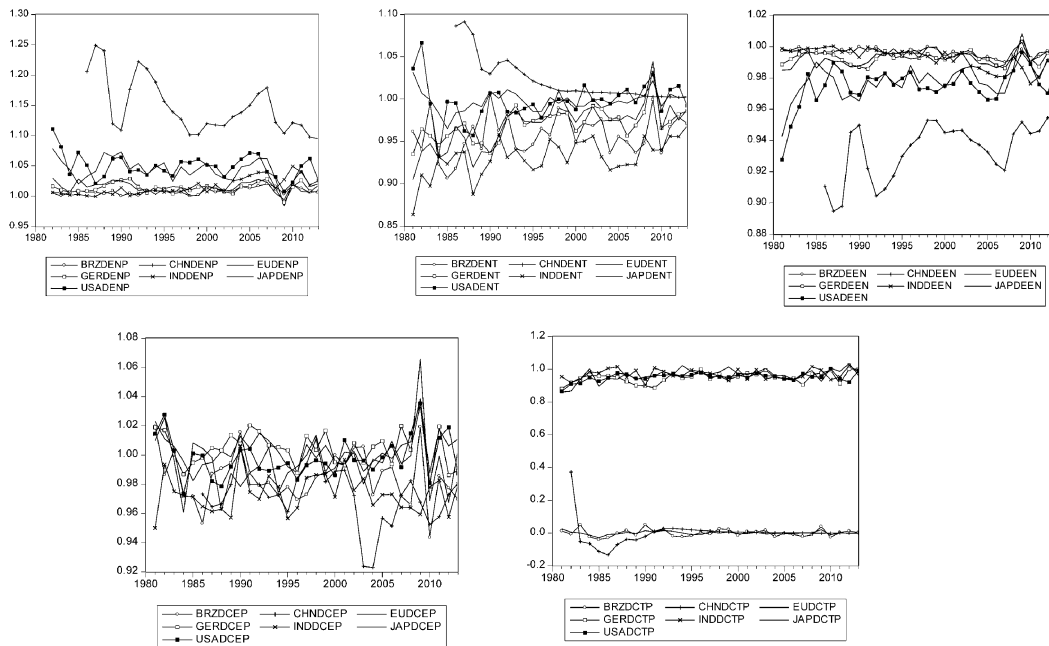 1.30
1.25
1.20
1.15
1.10
1.05
1.00
0.95
1980 1985 1990 1995 2000 2005 2010
BRZDENP CHNDENP EUDENP
GERDENP INDDENP JAPDENP
USADENP
1.10
1.05
1.00
0.95
0.90
0.85
1980 1985 1990 1995 2000 2005 2010
BRZDENT CHNDENT EUDENT
GERDENT INDDENT JAPDENT
USADENT
1.02
1.00
0.98
0.96
0.94
0.92
0.90
0.88
1980 1985 1990 1995 2000 2005 2010
BRZDEEN CHNDEEN EUDEEN
GERDEEN INDDEEN JAPDEEN
USADEEN
1.08
1.06
1.04
1.02
1.00
0.98
0.96
0.94
0.92
1980 1985 1990 1995 2000 2005 2010
BRZDCEP CHNDCEP EUDCEP
GERDCEP INDDCEP JAPDCEP
USADCEP
1.2
1.0
0.8
0.6
0.4
0.2
0.0
-0.2
1980 1985 1990 1995 2000 2005 2010
BRZDCTP CHNDCTP EUDCTP
GERDCTP INDDCTP JAPDCTP
USADCTP